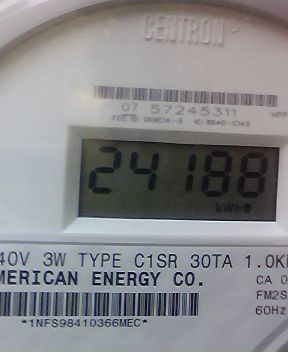 CENTRON
07 57245311
24188
kWh
40V 3W TYPE C1SR 30TA 1.0K
MERICAN ENERGY CO.
CA 0
FM2S
60Hz
*1NFS98410366MEC*